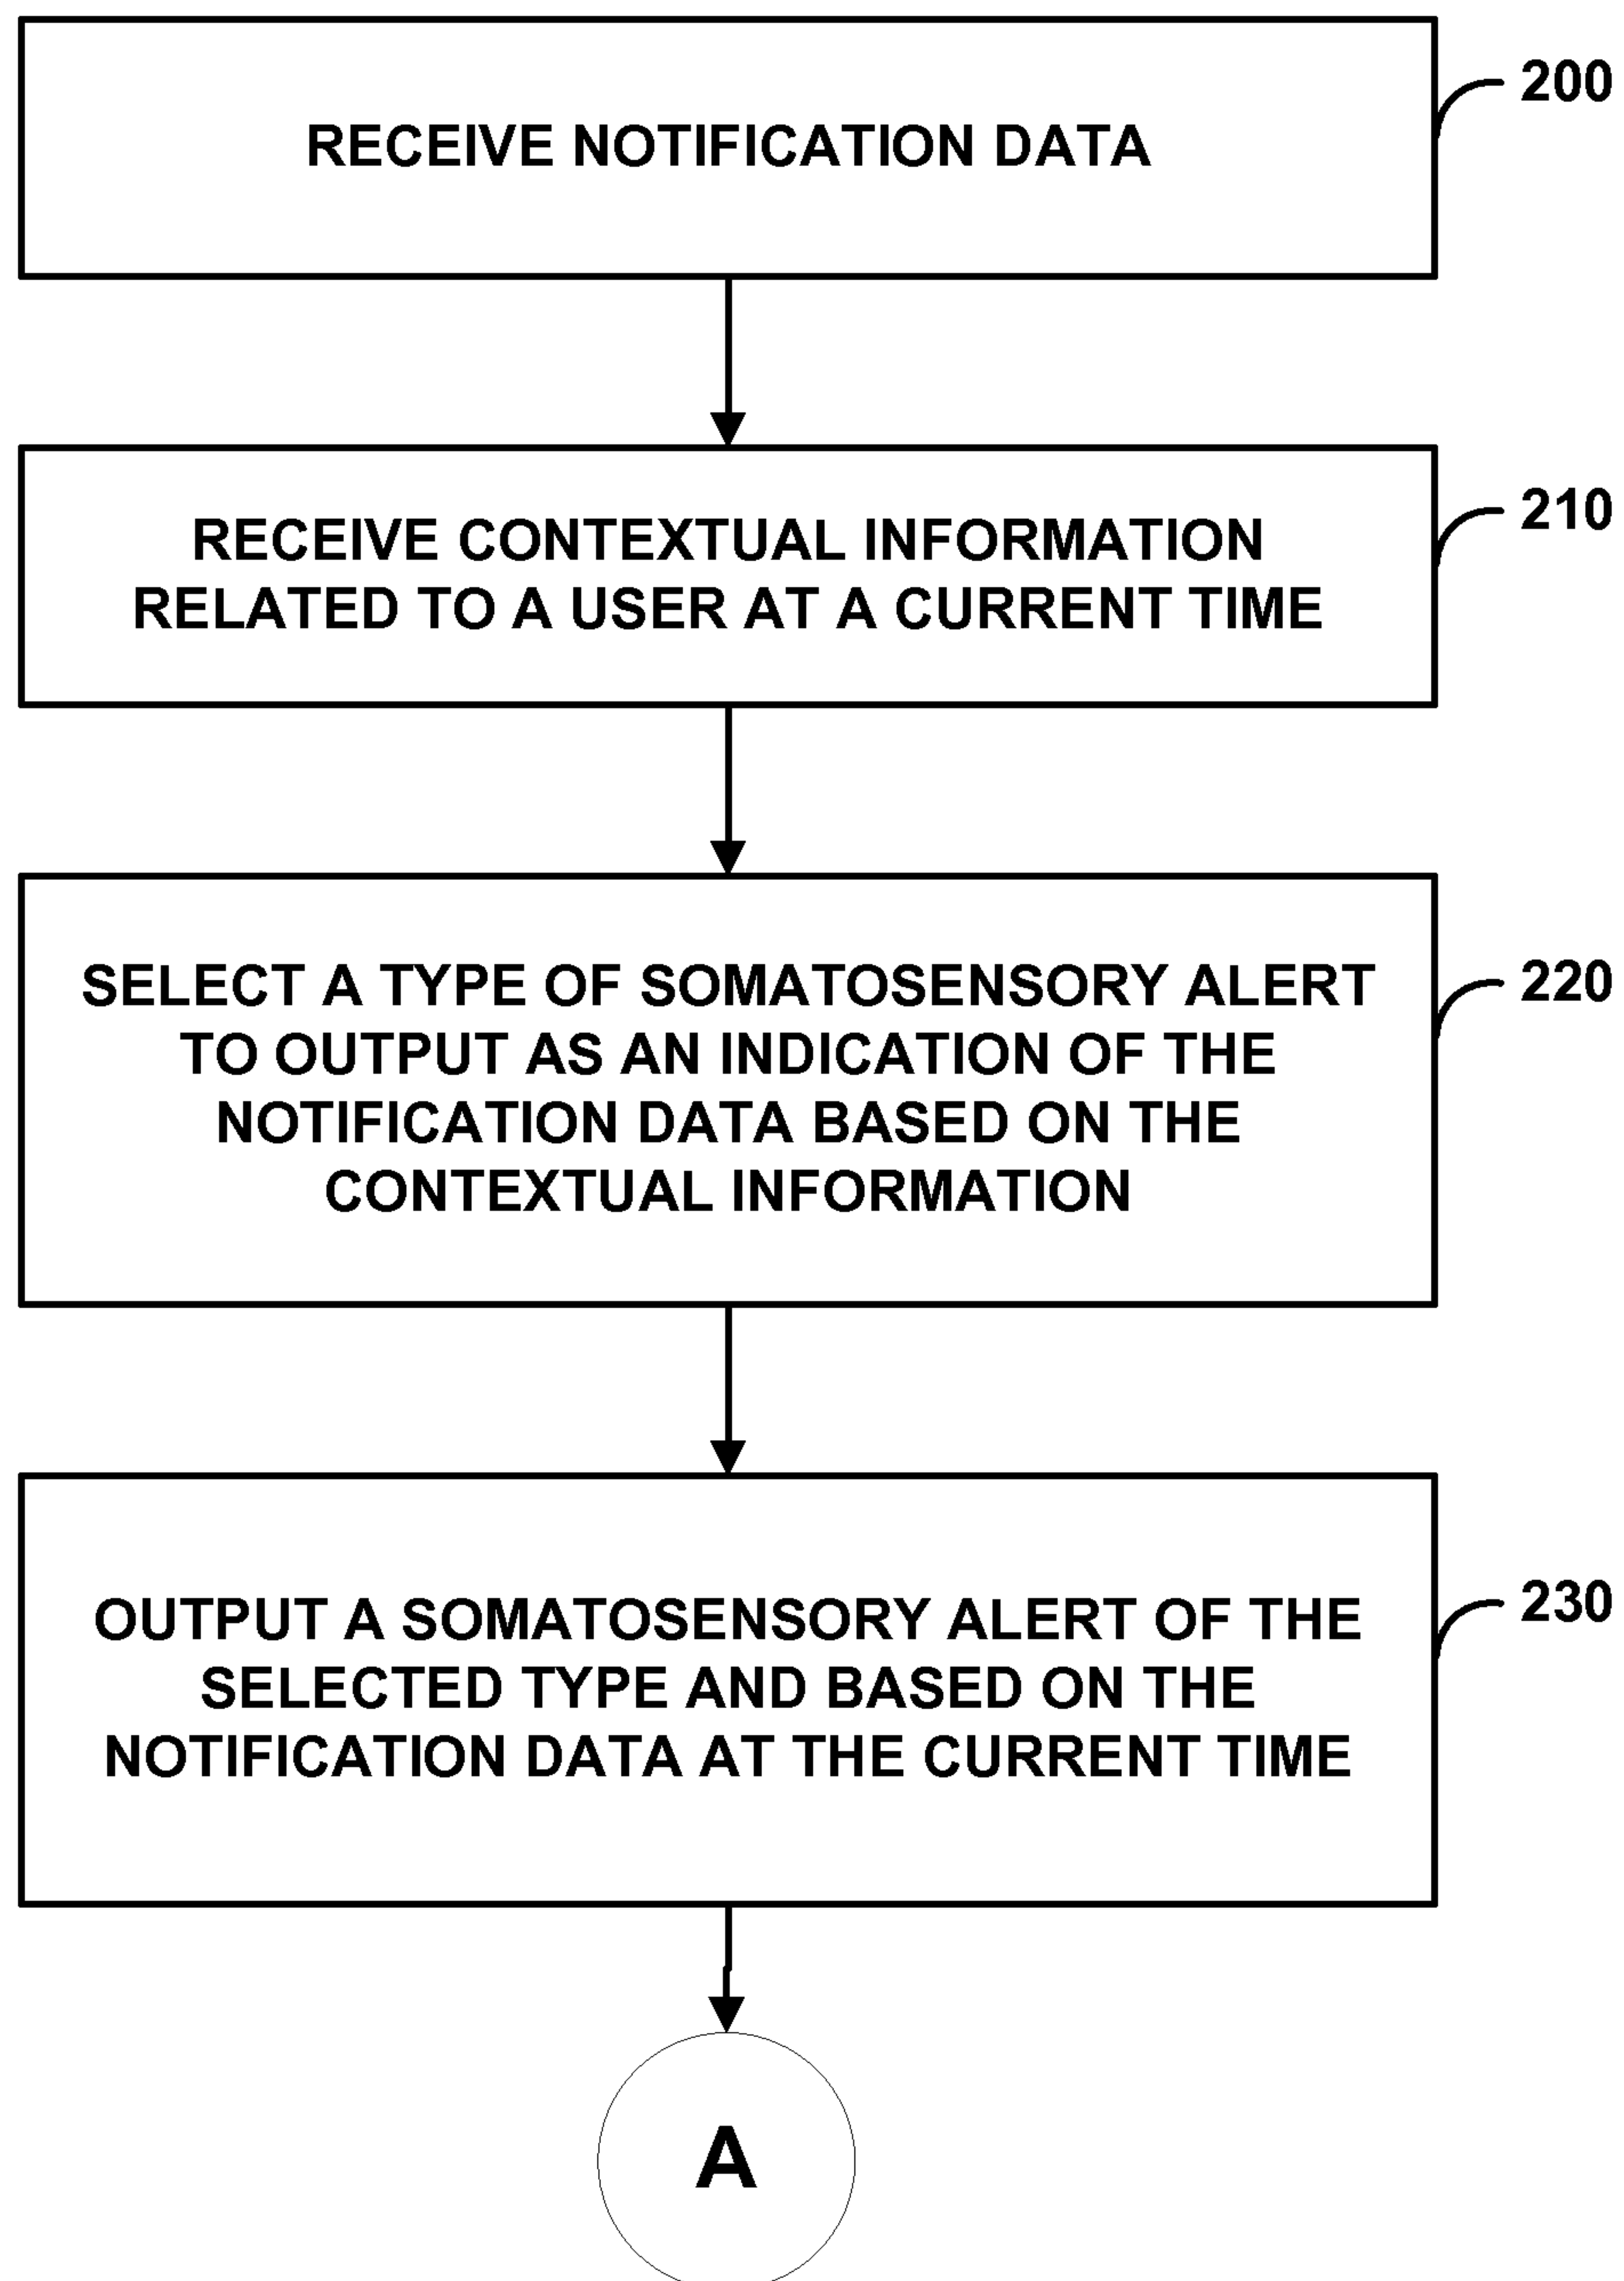 RECEIVE NOTIFICATION DATA
200
RECEIVE CONTEXTUAL INFORMATION
RELATED TO A USER AT A CURRENT TIME
210
SELECT A TYPE OF SOMATOSENSORY ALERT
TO OUTPUT AS AN INDICATION OF THE
NOTIFICATION DATA BASED ON THE
CONTEXTUAL INFORMATION
220
OUTPUT A SOMATOSENSORY ALERT OF THE
SELECTED TYPE AND BASED ON THE
NOTIFICATION DATA AT THE CURRENT TIME
230
A